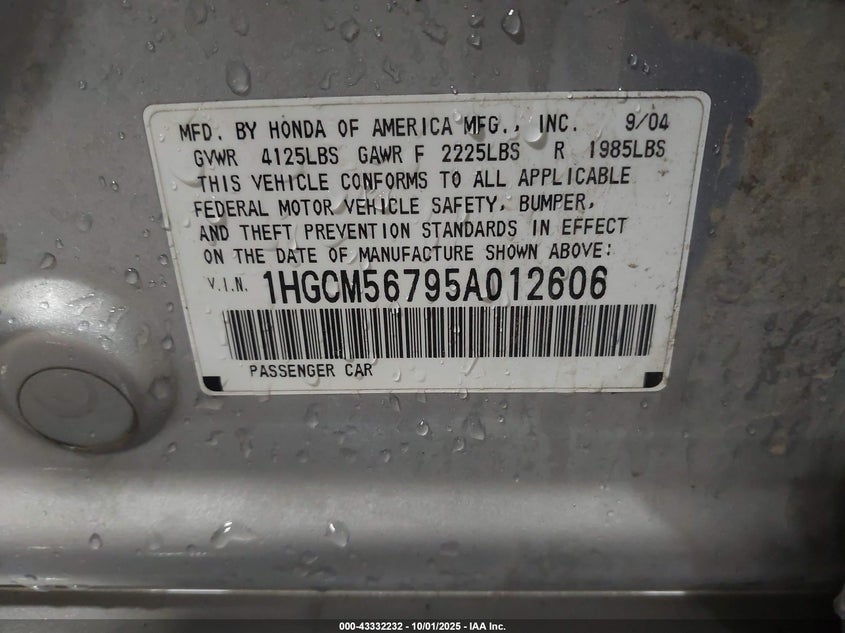 MFD. BY HONDA OF AMERICA MFG., INC. 9/04
GVWR 4125LBS GAWR F 2225LBS R 1985LBS
THIS VEHICLE CONFORMS TO ALL APPLICABLE
FEDERAL MOTOR VEHICLE SAFETY, BUMPER,
AND THEFT PREVENTION STANDARDS IN EFFECT
ON THE DATE OF MANUFACTURE SHOWN ABOVE:
V.I.N. 1HGCM56795A012606
PASSENGER CAR
000-43332232 - 10/01/2025 - IAA Inc.